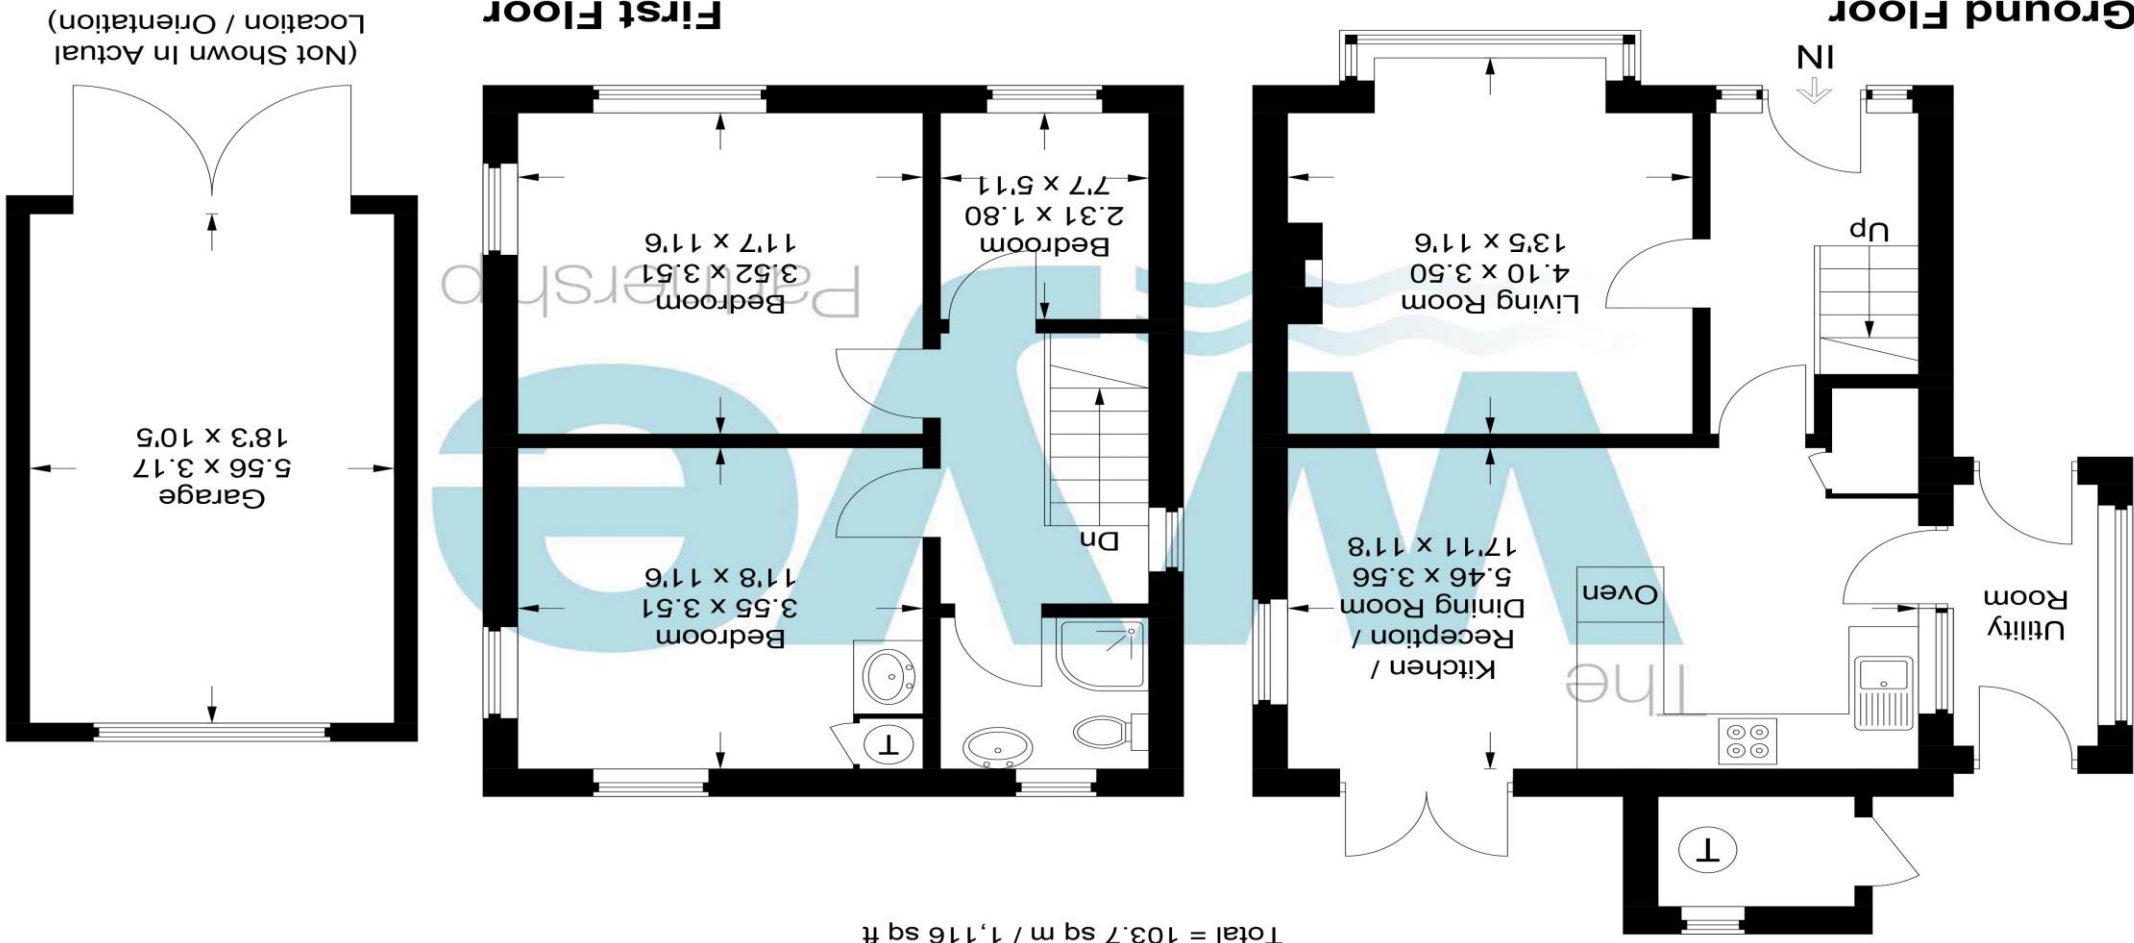 Total = 103.7 sq m / 1,116 sq ft
T
Utility
Room
Kitchen /
Reception /
Dining Room
5.46 x 3.56
17'11 x 11'8
Oven
Up
Living Room
4.10 x 3.50
13'5 x 11'6
IN
Ground Floor
T
Bedroom
3.55 x 3.51
11'8 x 11'6
Dn
Bedroom
2.31 x 1.80
7'7 x 5'11
Bedroom
3.52 x 3.51
11'7 x 11'6
First Floor
Garage
5.56 x 3.17
18'3 x 10'5
(Not Shown In Actual
Location / Orientation)
The
wye
Partnership